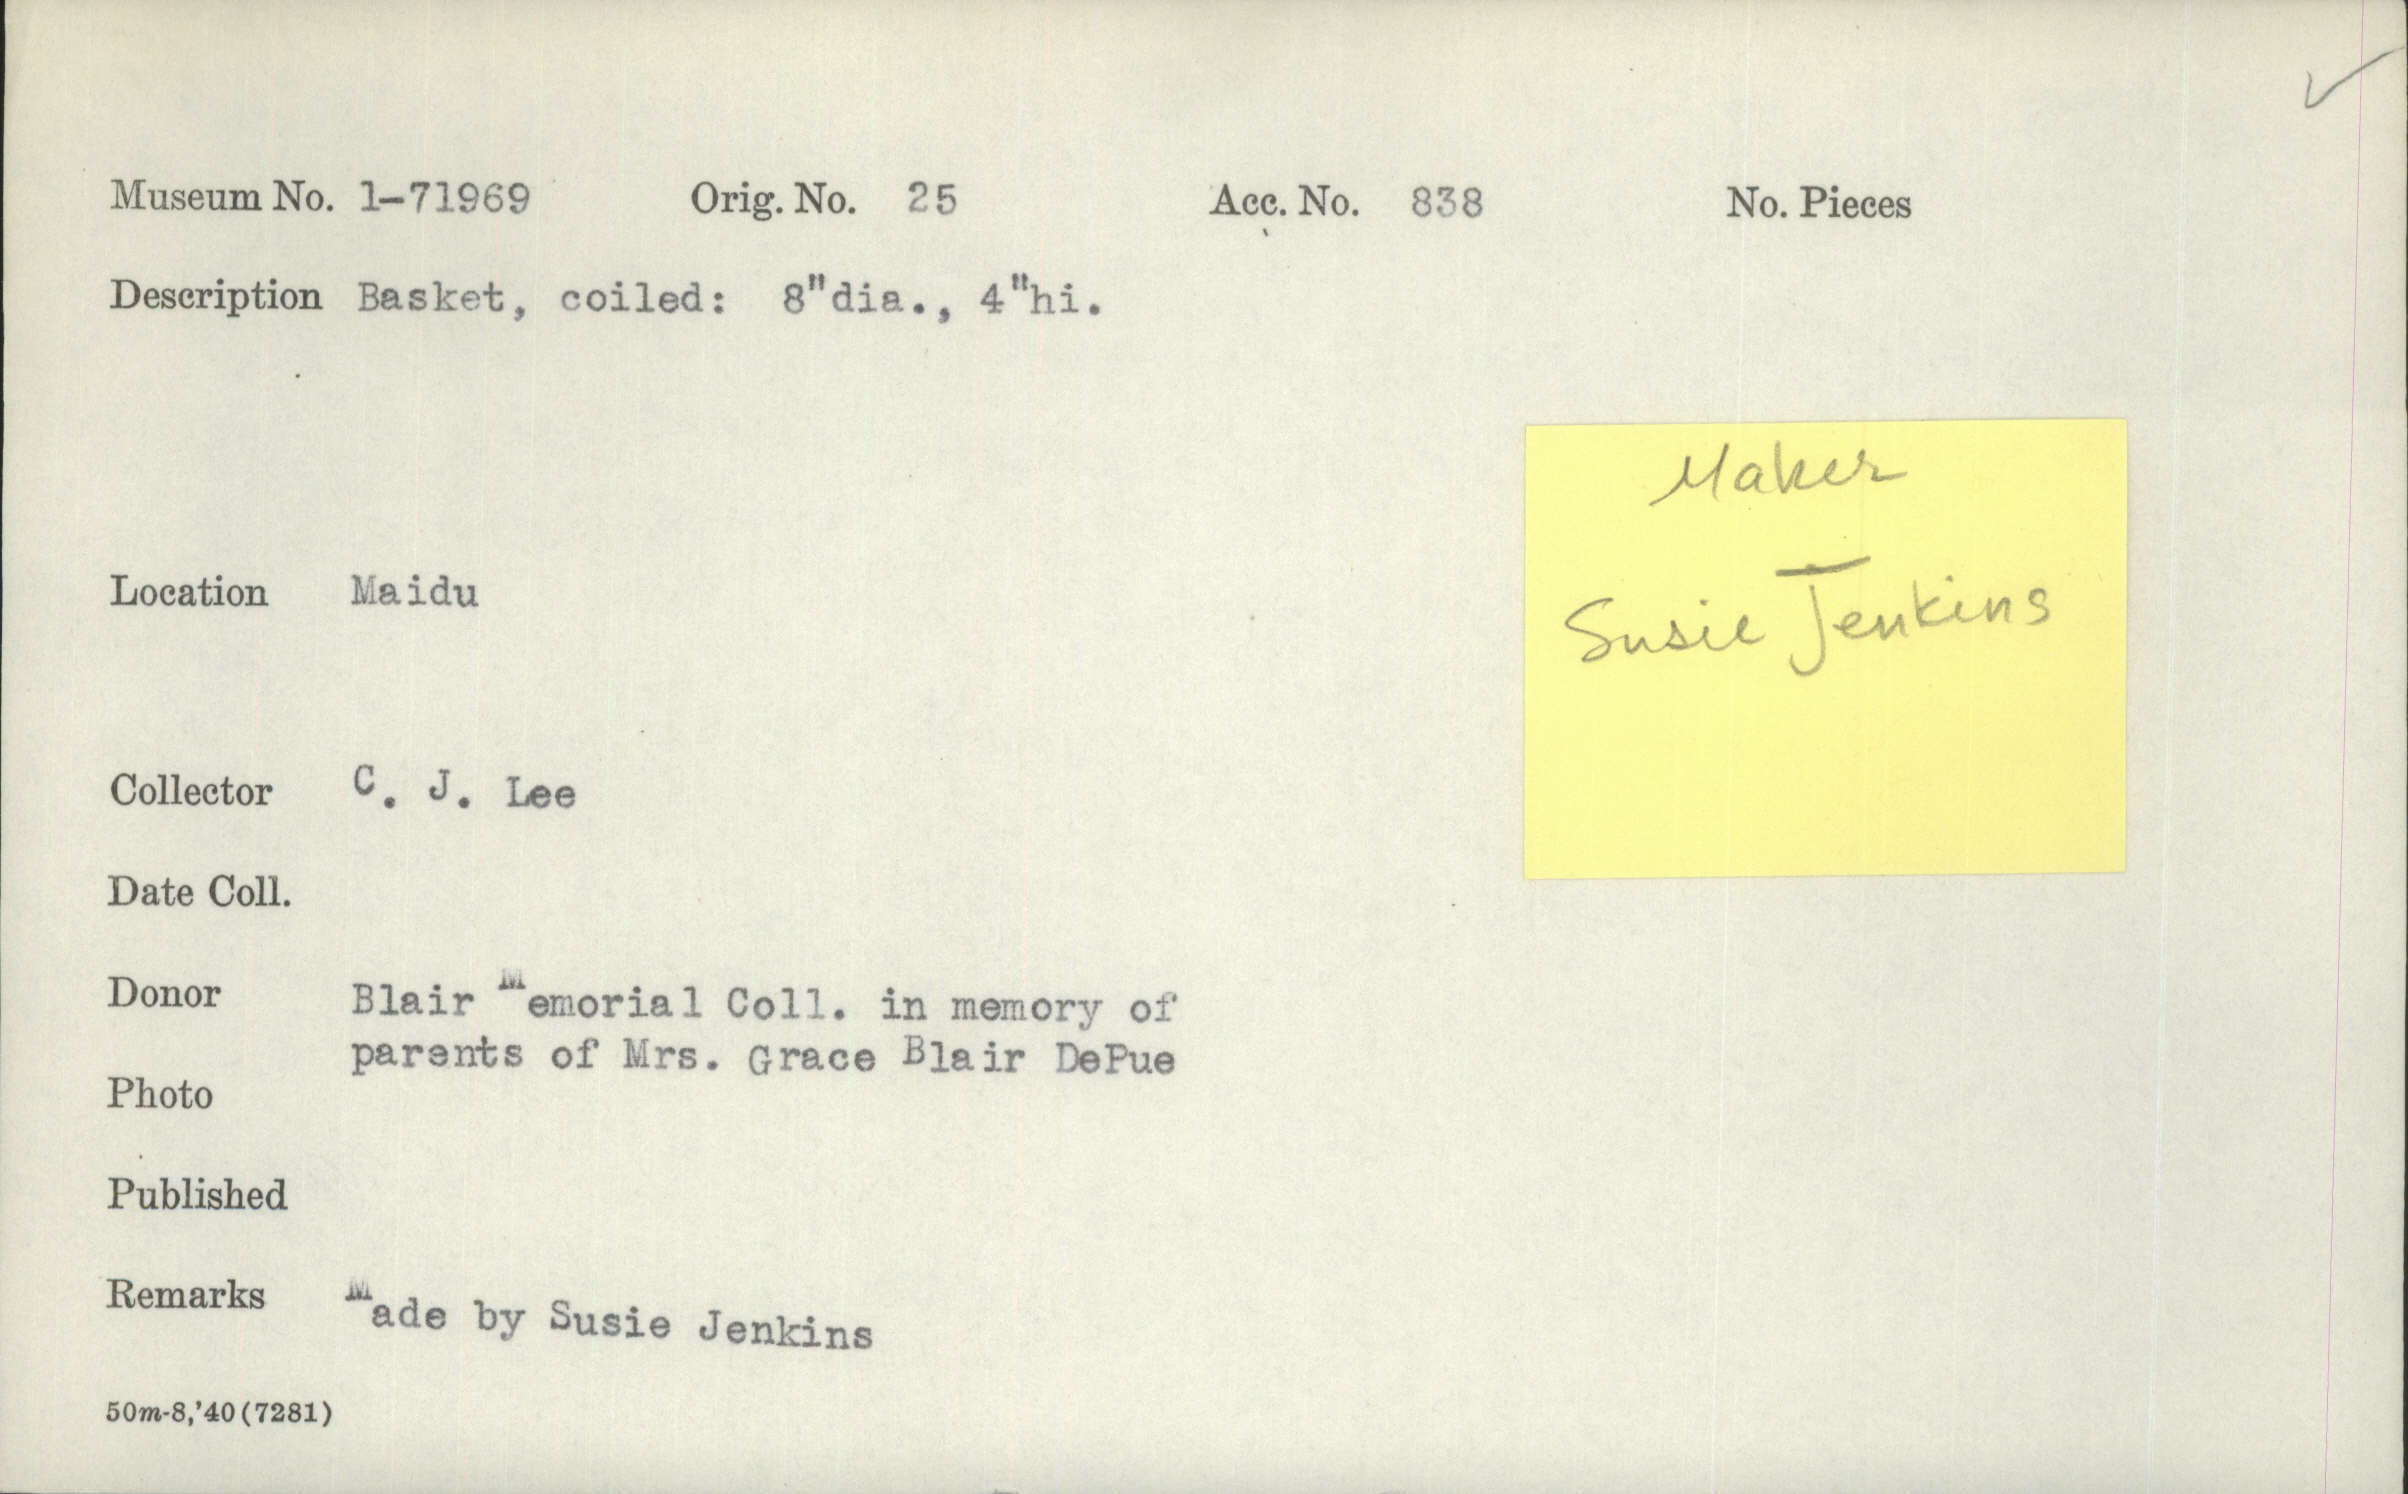 Museum No. 1-71969 Orig. No. 25 Acc. No. 838 No. Pieces
Description Basket, coiled: 8"dia., 4"hi.
Maker
Susie Jenkins
Location Maidu
Collector C. J. Lee
Date Coll.
Donor Blair Memorial Coll. in memory of
parents of Mrs. Grace Blair DePue
Photo
Published
Remarks Made by Susie Jenkins
50m-8,'40(7281)